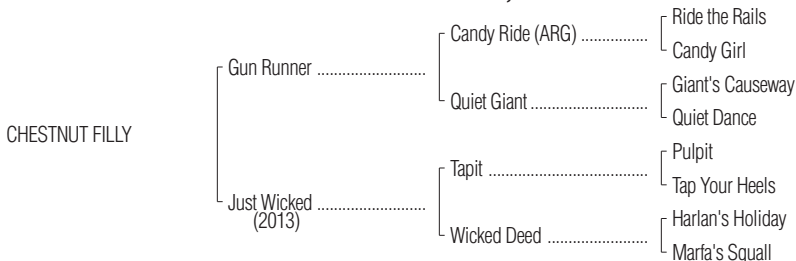 Ride the Rails
Candy Ride (ARG) ................
Candy Girl
Gun Runner ..........................
Giant's Causeway
Quiet Giant ............................
Quiet Dance
CHESTNUT FILLY
Pulpit
Tapit ......................................
Tap Your Heels
Just Wicked ..........................
(2013)
Harlan's Holiday
Wicked Deed ........................
Marfa's Squall